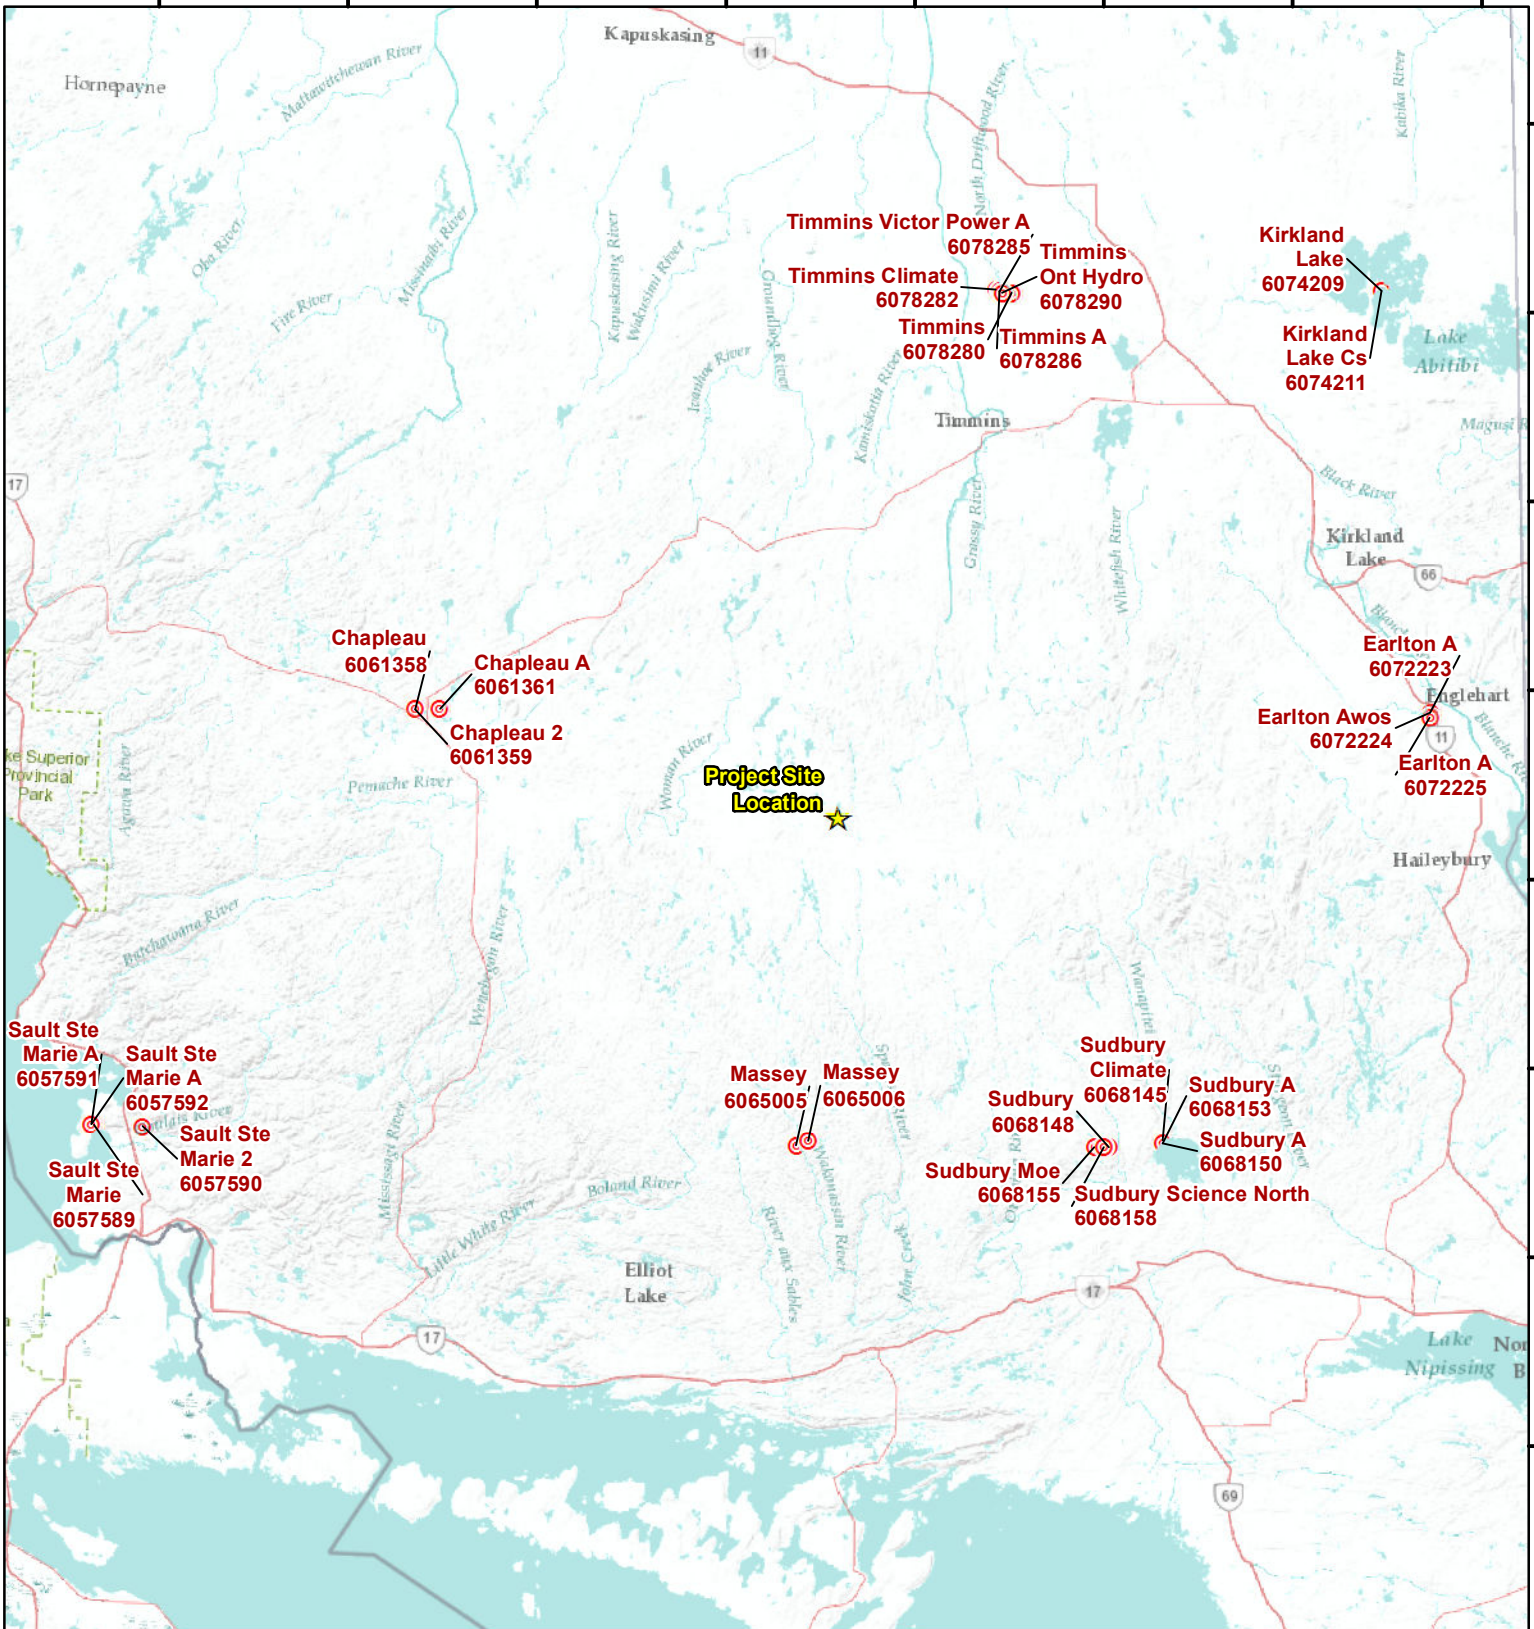 Kapuskasing
11
Hornepayne
Mattawitchewan River
Kabika River
North Driftwood River
Oba River
Missinaibi River
Kapuskasing River
Wakusimi River
Fire River
Groundhog River
Ivanhoe River
Kamiskatia River
Timmins Victor Power A
6078285
Timmins
Ont Hydro
6078290
Timmins Climate
6078282
Timmins
6078280
Timmins A
6078286
Kirkland
Lake
6074209
Kirkland
Lake Cs
6074211
Lake
Abitibi
Magusi R
Timmins
17
Grassy River
Whitefish River
Black River
Kirkland
Lake
66
Chapleau
6061358
Chapleau A
6061361
Chapleau 2
6061359
Earlton A
6072223
Englehart
Earlton Awos
6072224
11
Earlton A
6072225
ke Superior
Provincial
Park
Agawa River
Pemache River
Woman River
Project Site
Location
Haileybury
Batchawana River
Wenebegan River
Wanapitei
Sault Ste
Marie A
6057591
Sault Ste
Marie A
6057592
Sault Ste
Marie 2
6057590
Sault Ste
Marie
6057589
Mississagi River
Massey
6065005
Massey
6065006
Sudbury
Climate
6068145
Sudbury A
6068153
Sudbury
6068148
Sudbury A
6068150
Sudbury Moe
6068155
Sudbury Science North
6068158
Boland River
Little White River
River aux Sables
Wakonassin River
John Creek
Elliot
Lake
17
17
Lake
Nipissing
Nor
B
69